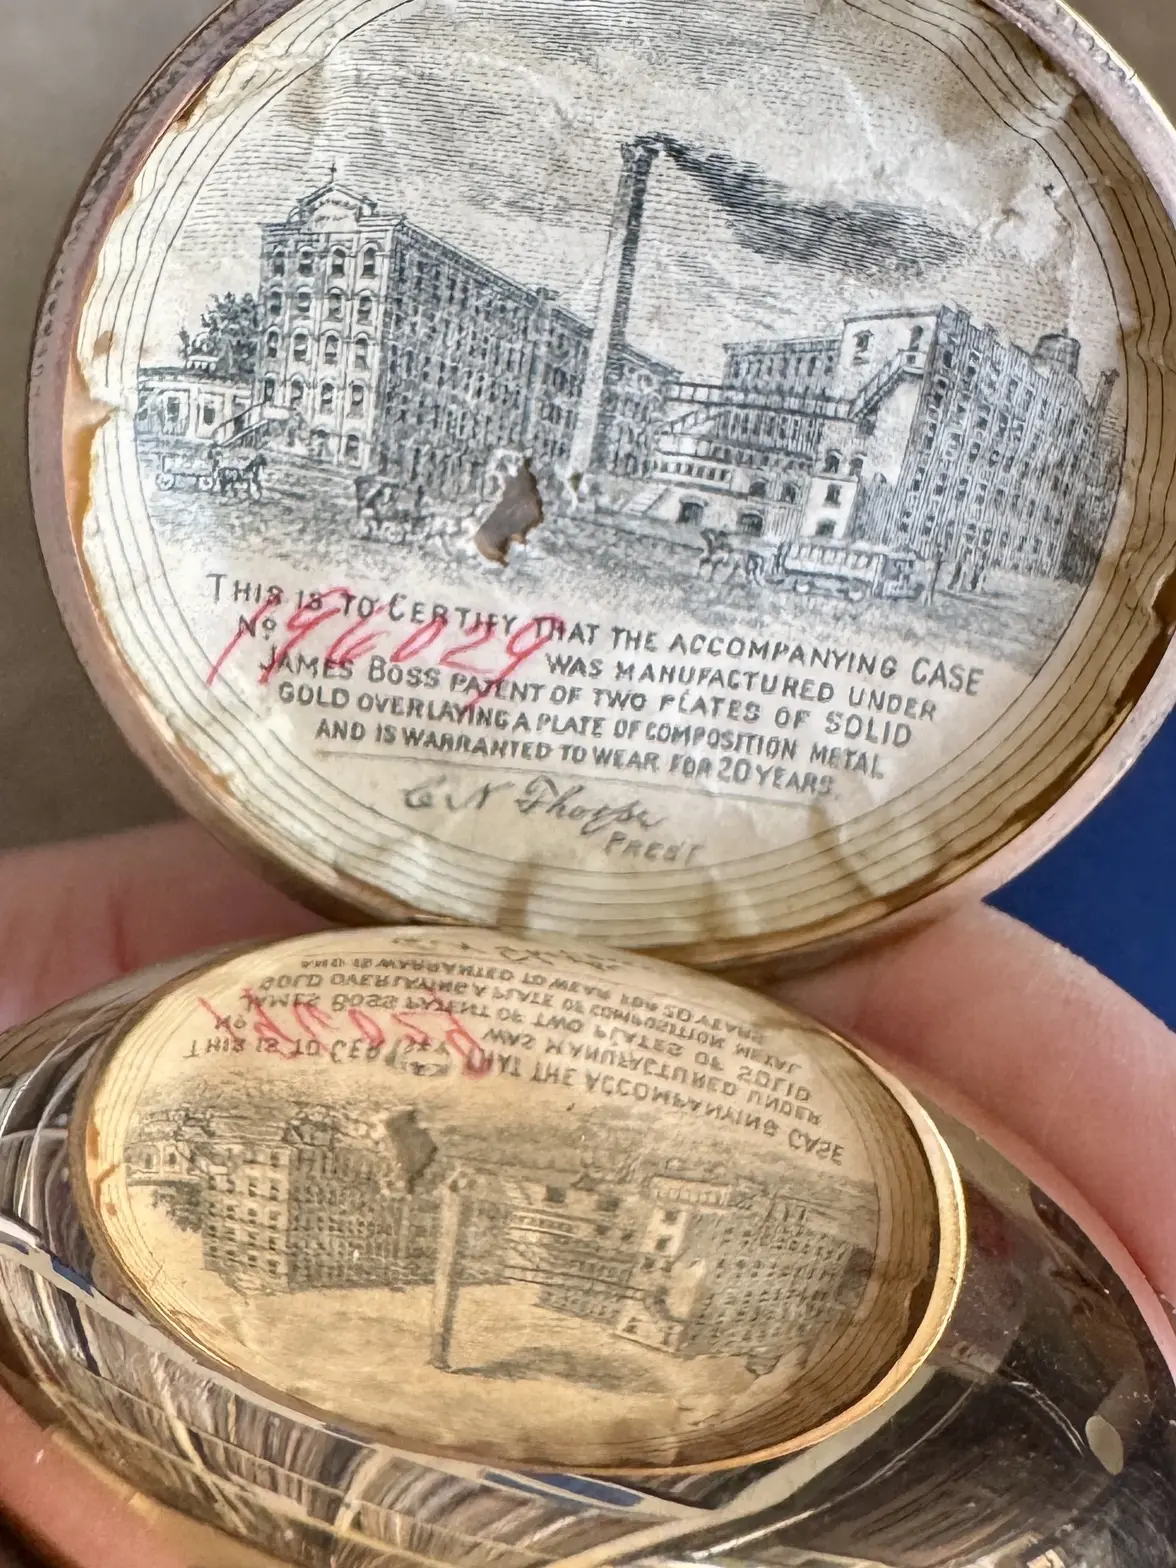 THIS IS TO CERTIFY THAT THE ACCOMPANYING CASE
No 196029 WAS MANUFACTURED UNDER
JAMES BOSS PATENT OF TWO PLATES OF SOLID
GOLD OVERLAYING A PLATE OF COMPOSITION METAL
AND IS WARRANTED TO WEAR FOR 20 YEARS
C N Thorpe
PRES'T